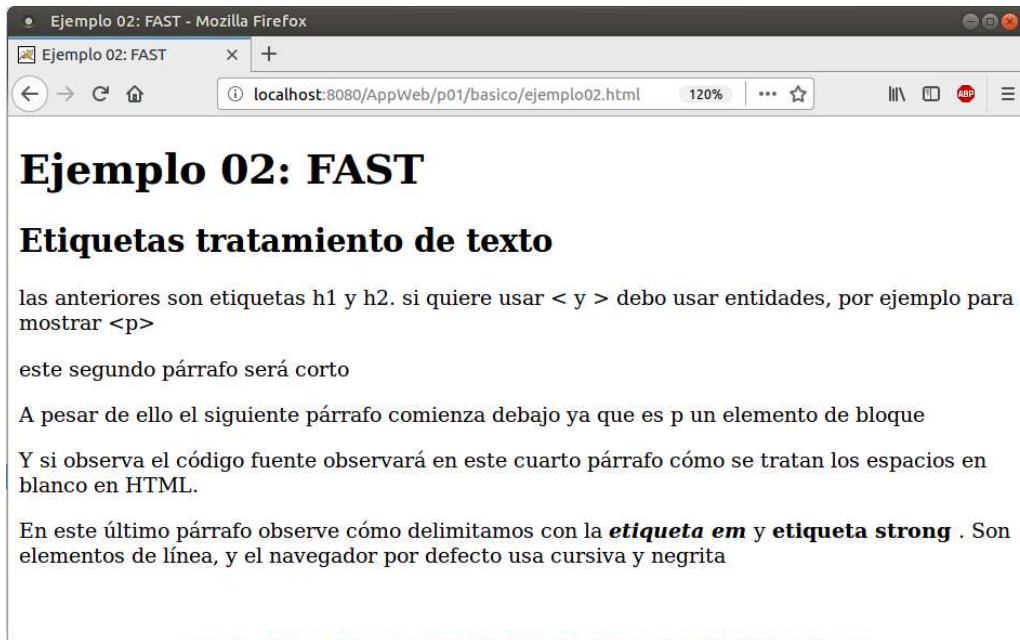 Ejemplo 02: FAST - Mozilla Firefox
Ejemplo 02: FAST
localhost:8080/AppWeb/p01/basico/ejemplo02.html 120%
ABP
Ejemplo 02: FAST
Etiquetas tratamiento de texto
las anteriores son etiquetas h1 y h2. si quiere usar < y > debo usar entidades, por ejemplo para
mostrar <p>
este segundo párrafo será corto
A pesar de ello el siguiente párrafo comienza debajo ya que es p un elemento de bloque
Y si observa el código fuente observará en este cuarto párrafo cómo se tratan los espacios en
blanco en HTML.
En este último párrafo observe cómo delimitamos con la etiqueta em y etiqueta strong . Son
elementos de línea, y el navegador por defecto usa cursiva y negrita